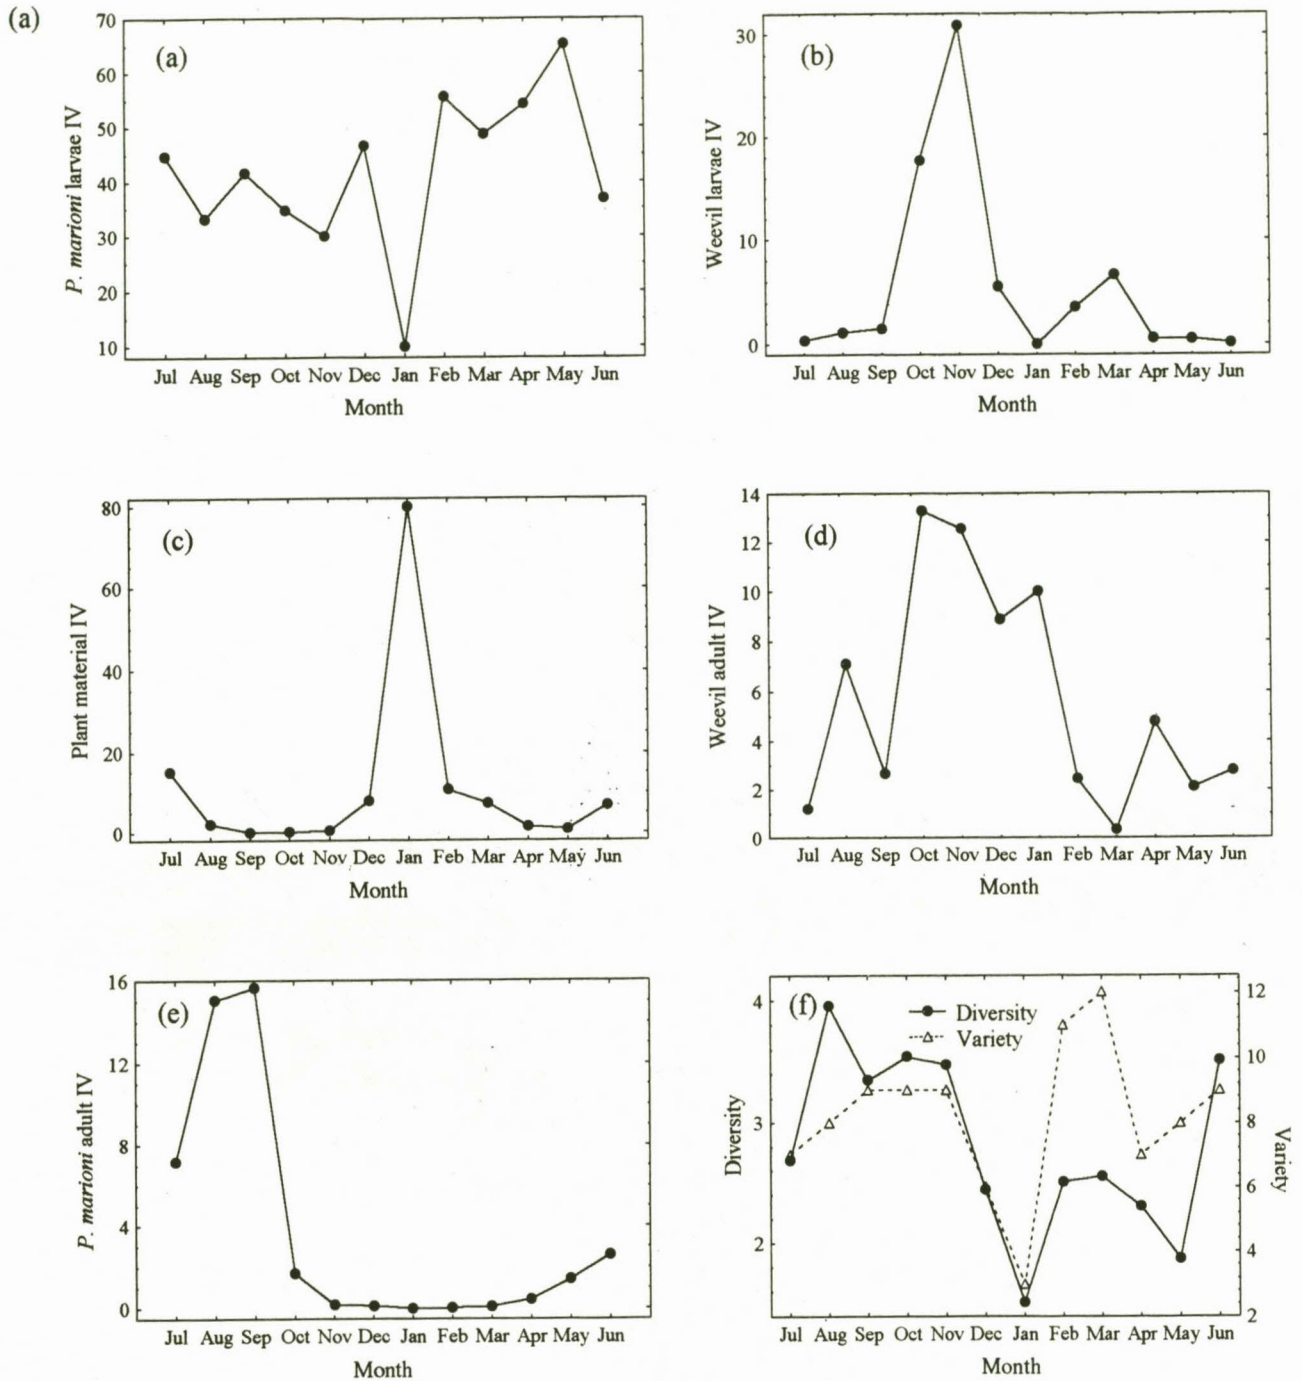 (a)
(a)
P. marioni larvae IV
70
60
50
40
30
20
10
Jul Aug Sep Oct Nov Dec Jan Feb Mar Apr May Jun
Month
(b)
Weevil larvae IV
30
20
10
0
Jul Aug Sep Oct Nov Dec Jan Feb Mar Apr May Jun
Month
(c)
Plant material IV
80
60
40
20
0
Jul Aug Sep Oct Nov Dec Jan Feb Mar Apr May Jun
Month
(d)
Weevil adult IV
14
12
10
8
6
4
2
0
Jul Aug Sep Oct Nov Dec Jan Feb Mar Apr May Jun
Month
(e)
P. marioni adult IV
16
12
8
4
0
Jul Aug Sep Oct Nov Dec Jan Feb Mar Apr May Jun
Month
(f)
Diversity
Variety
Diversity
4
3
2
Variety
12
10
8
6
4
2
Jul Aug Sep Oct Nov Dec Jan Feb Mar Apr May Jun
Month